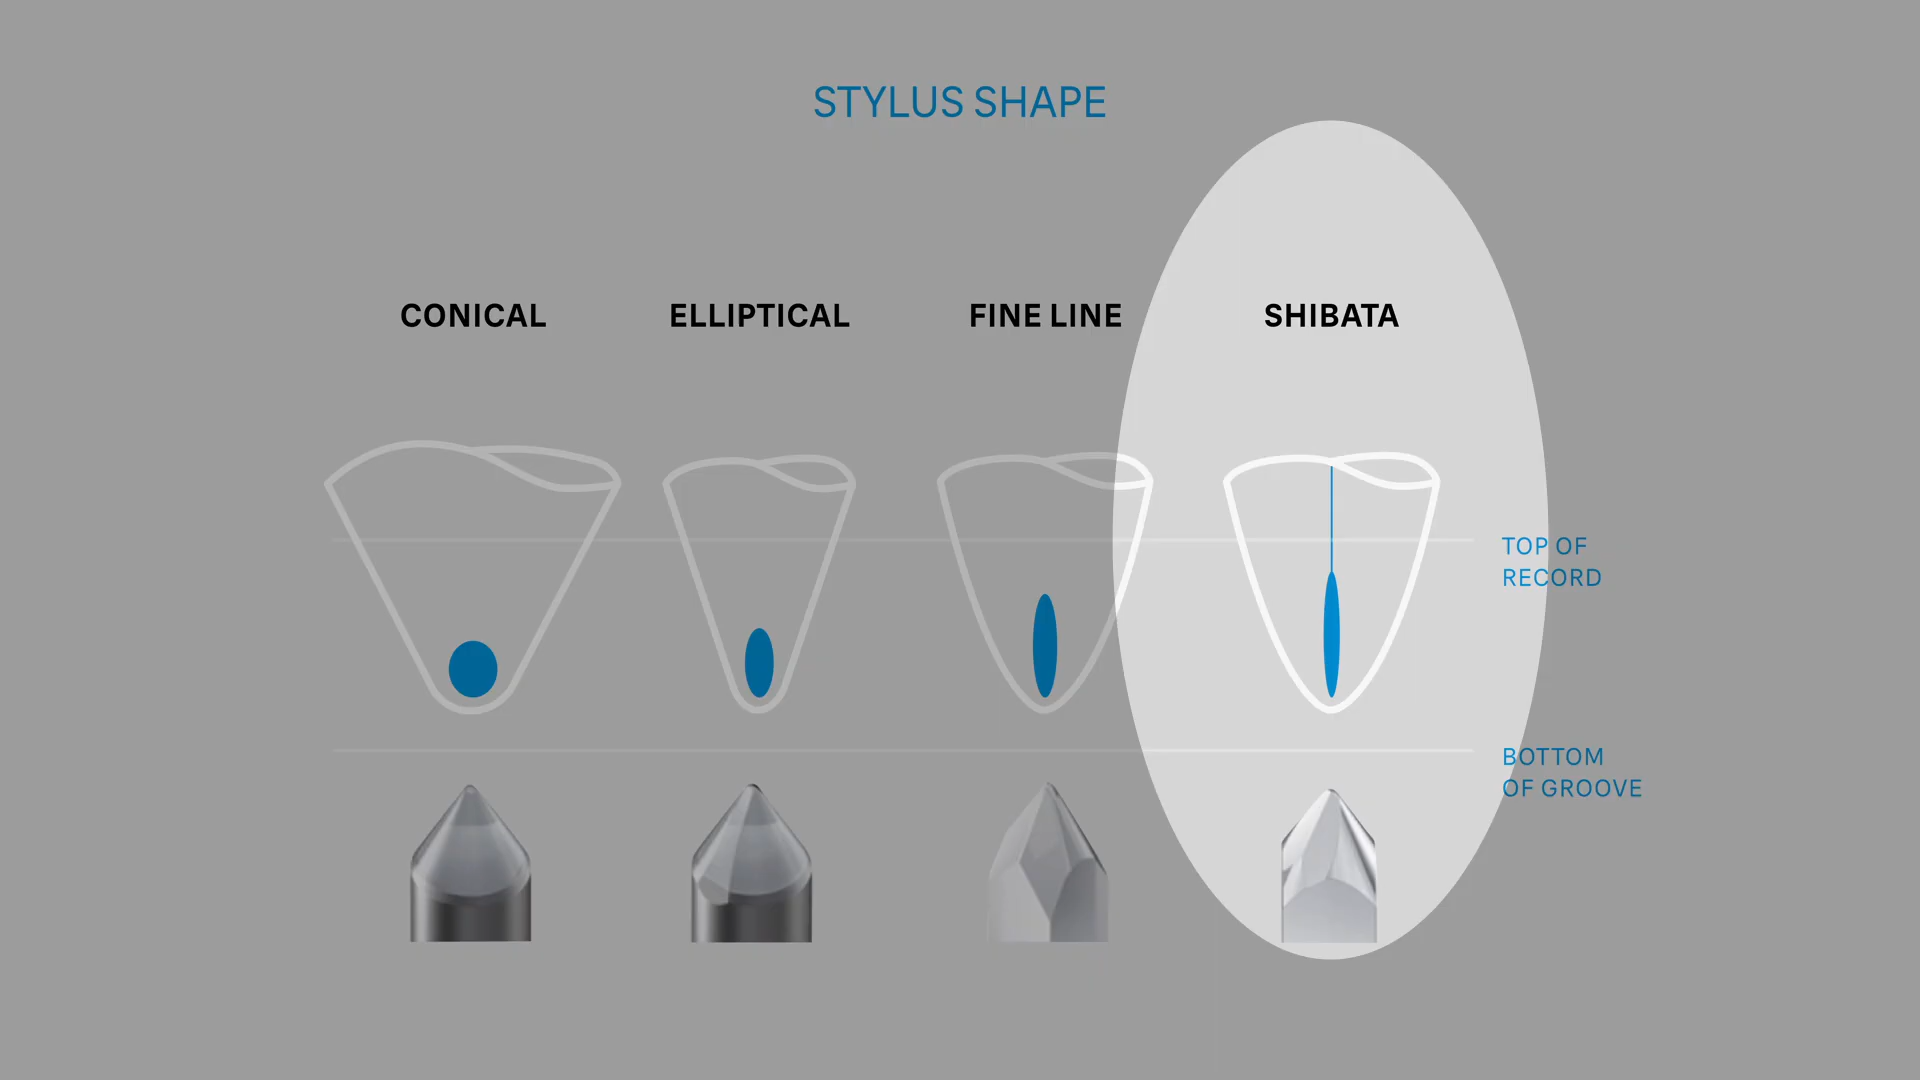 STYLUS SHAPE
CONICAL
ELLIPTICAL
FINE LINE
SHIBATA
TOP OF
RECORD
BOTTOM
OF GROOVE